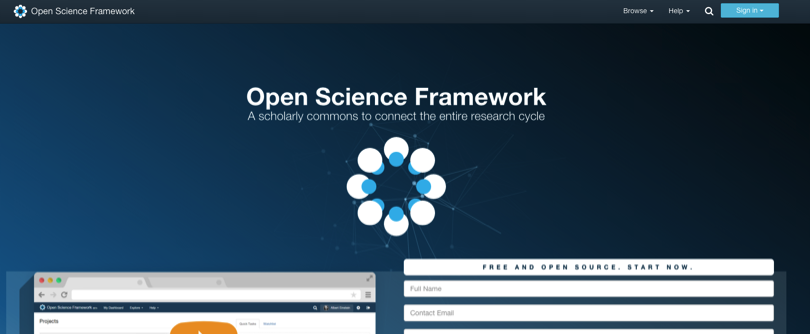 Open Science Framework
Browse
Help
Sign in
Open Science Framework
A scholarly commons to connect the entire research cycle
FREE AND OPEN SOURCE. START NOW.
Full Name
Contact Email
Open Science Framework
My Dashboard
Explore
Help
Projects